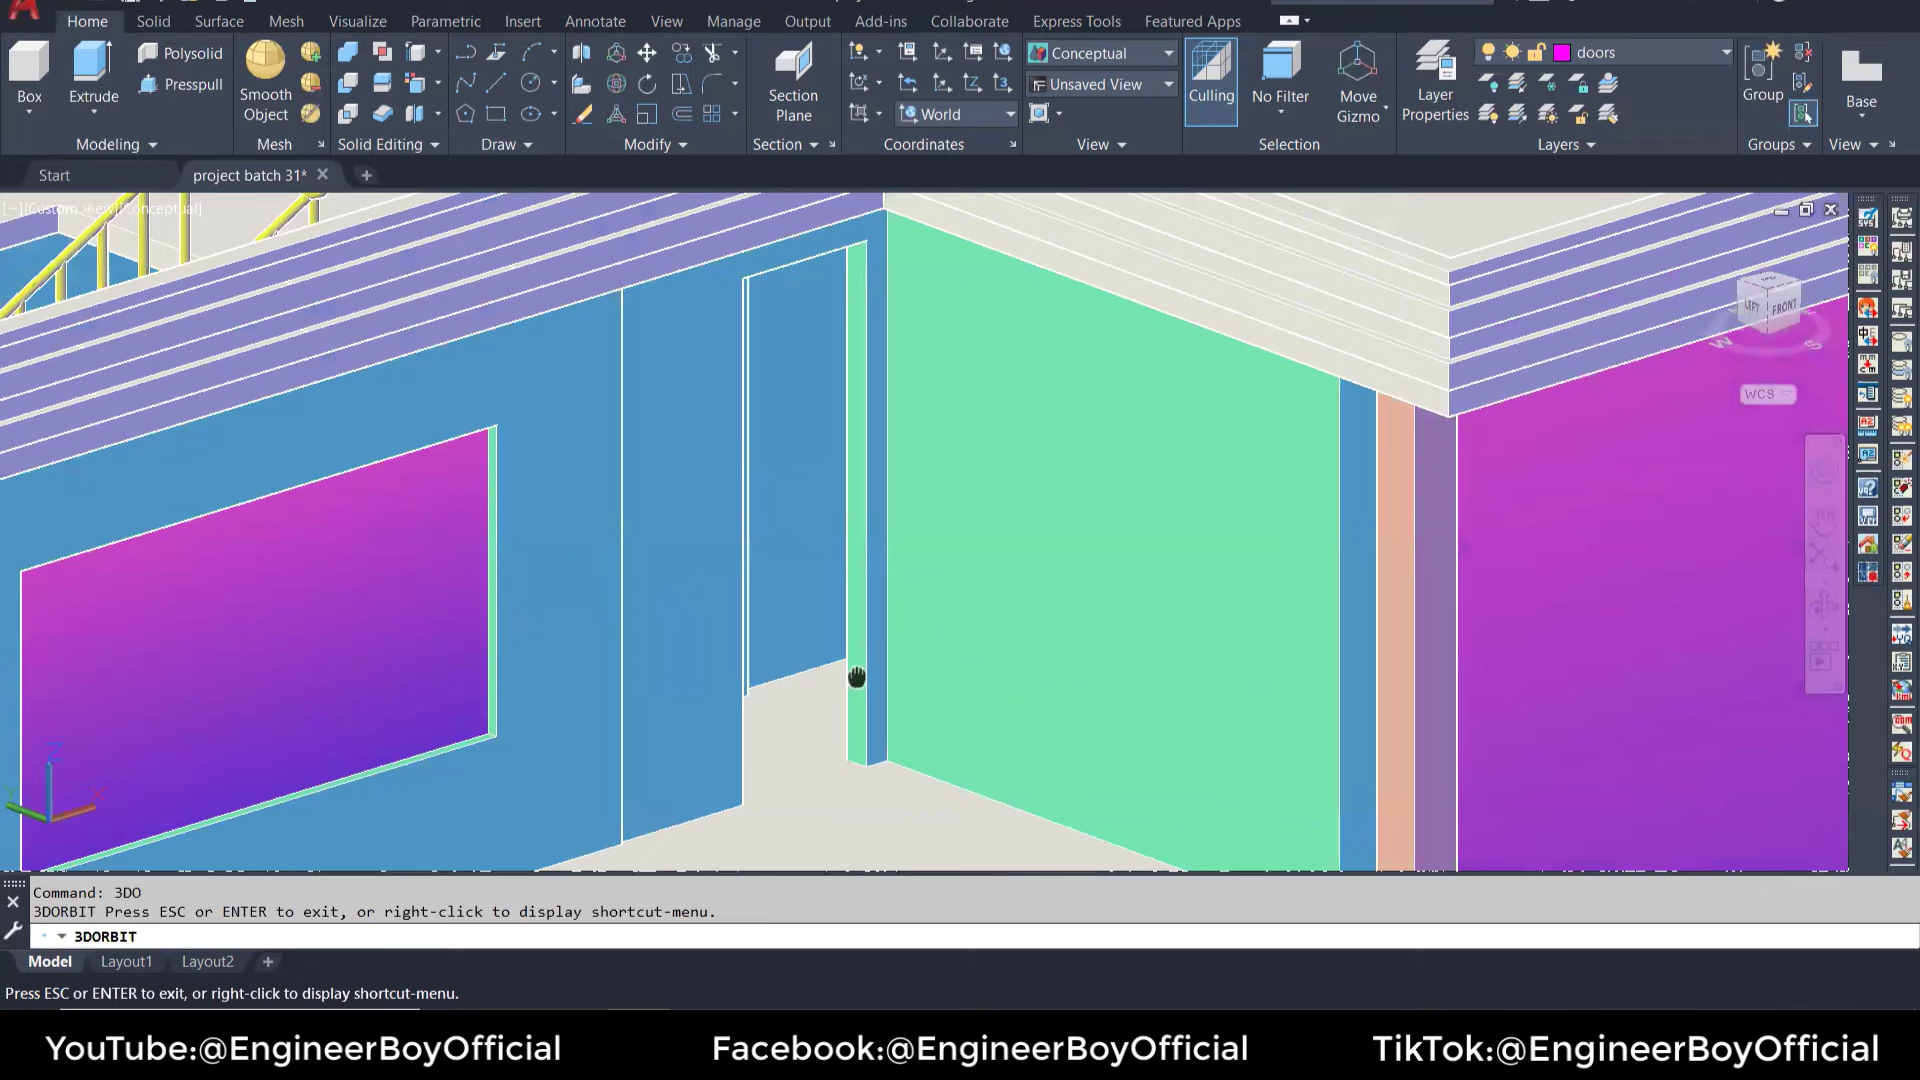 Home Solid Surface Mesh Visualize Parametric Insert Annotate View Manage Output Add-ins Collaborate Express Tools Featured Apps
Box
Extrude
Polysolid
Presspull
Smooth
Object
Section
Plane
World
Conceptual
Unsaved View
Culling
No Filter
Move
Gizmo
Layer
Properties
doors
Group
Base
Modeling Mesh Solid Editing Draw Modify Section Coordinates View Selection Layers Groups View
Start project batch 31*
[−][Custom View][Conceptual]
LEFT FRONT
W S
WCS
Command: 3DO
3DORBIT Press ESC or ENTER to exit, or right-click to display shortcut-menu.
3DORBIT
Model Layout1 Layout2
Press ESC or ENTER to exit, or right-click to display shortcut-menu.
YouTube:@EngineerBoyOfficial Facebook:@EngineerBoyOfficial TikTok:@EngineerBoyOfficial